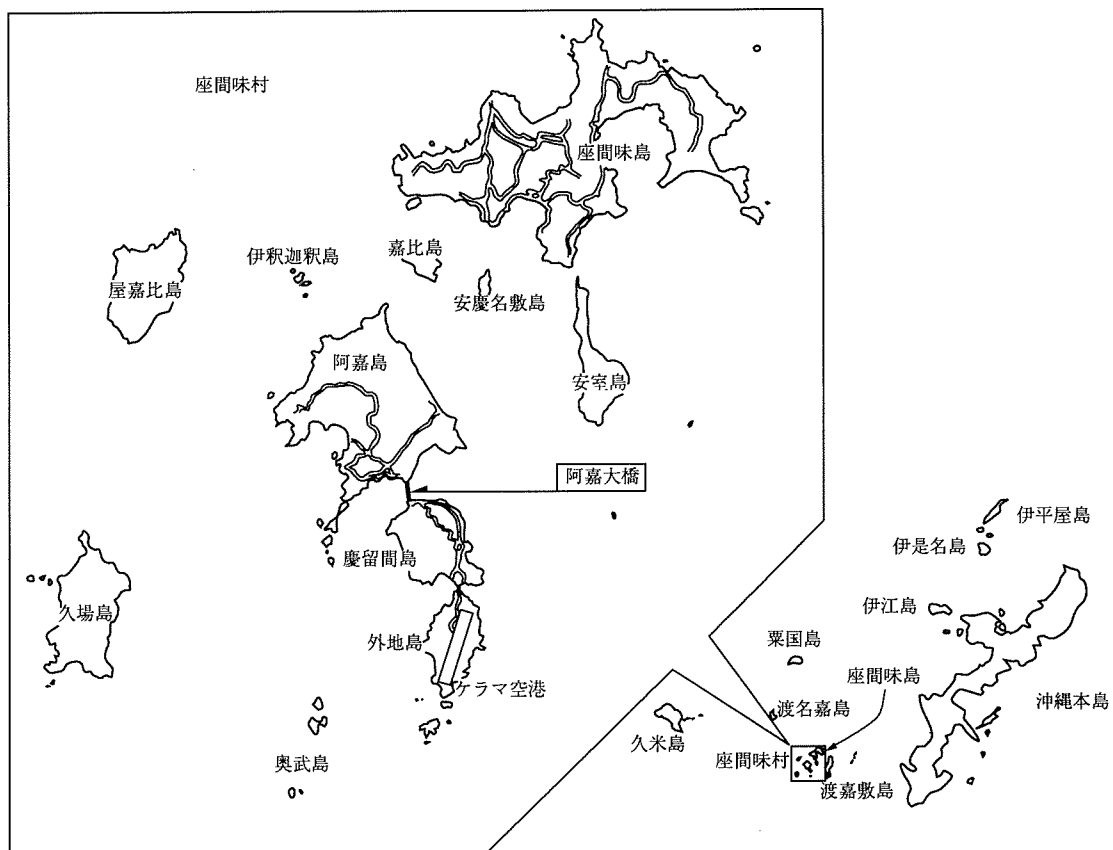 座間味村
座間味島
嘉比島
伊釈迦釈島
屋嘉比島
安慶名敷島
阿嘉島
安室島
阿嘉大橋
慶留間島
久場島
外地島
ケラマ空港
奥武島
伊平屋島
伊是名島
伊江島
粟国島
座間味島
渡名嘉島
沖縄本島
久米島
座間味村
渡嘉敷島